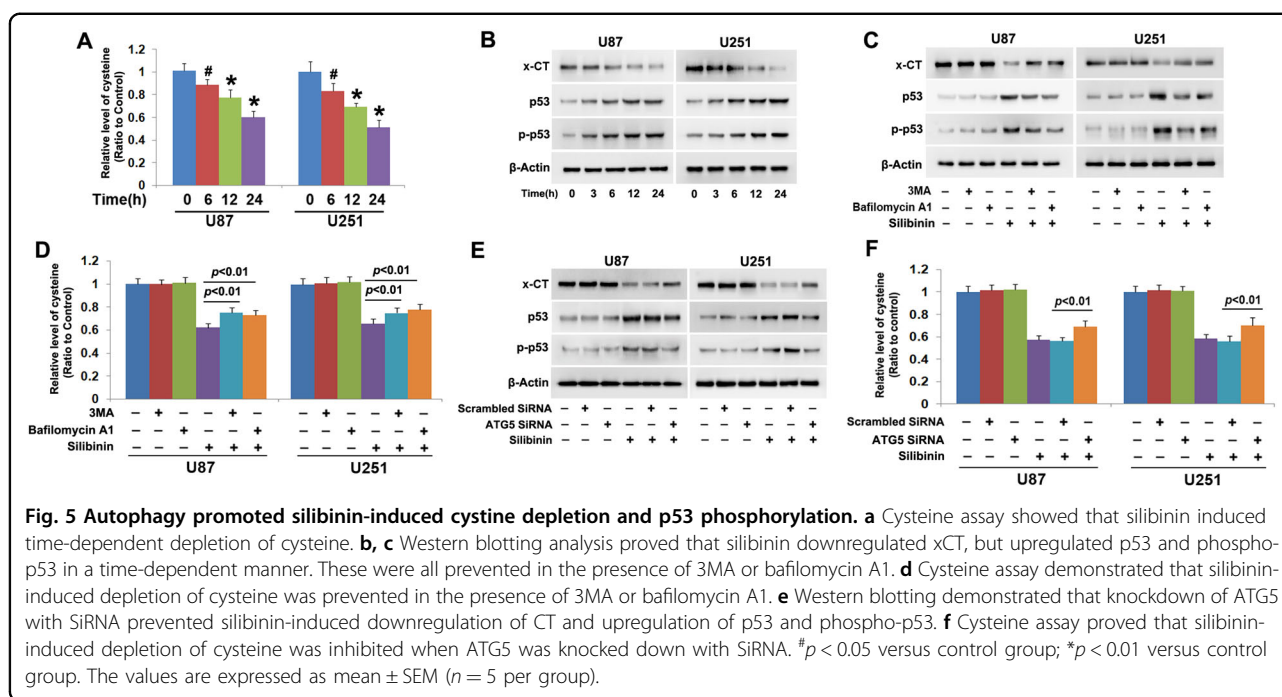 A
Relative level of cysteine
(Ratio to Control)
1.2
1
0.8
0.6
0.4
0.2
0
# * * # * *
Time(h) 0 6 12 24 0 6 12 24
U87 U251
B
U87 U251
x-CT
p53
p-p53
β-Actin
Time(h) 0 3 6 12 24 0 3 6 12 24
C
U87 U251
x-CT
p53
p-p53
β-Actin
3MA − + − − + − − + − − + −
Bafilomycin A1 − − + − − + − − + − − +
Silibinin − − − + + + − − − + + +
D
Relative level of cysteine
(Ratio to control)
1.2
1
0.8
0.6
0.4
0.2
0
p<0.01 p<0.01
p<0.01 p<0.01
3MA − + − − + − − + − − + −
Bafilomycin A1 − − + − − + − − + − − +
Silibinin − − − + + + − − − + + +
U87 U251
E
U87 U251
x-CT
p53
p-p53
β-Actin
Scrambled SiRNA − + − − + − − + − − + −
ATG5 SiRNA − − + − − + − − + − − +
Silibinin − − − + + + − − − + + +
F
Relative level of cysteine
(Ratio to control)
1.2
1
0.8
0.6
0.4
0.2
0
p<0.01 p<0.01
Scrambled SiRNA − + − − + − − + − − + −
ATG5 SiRNA − − + − − + − − + − − +
Silibinin − − − + + + − − − + + +
U87 U251
Fig. 5 Autophagy promoted silibinin-induced cystine depletion and p53 phosphorylation. a Cysteine assay showed that silibinin induced
time-dependent depletion of cysteine. b, c Western blotting analysis proved that silibinin downregulated xCT, but upregulated p53 and phospho-
p53 in a time-dependent manner. These were all prevented in the presence of 3MA or bafilomycin A1. d Cysteine assay demonstrated that silibinin-
induced depletion of cysteine was prevented in the presence of 3MA or bafilomycin A1. e Western blotting demonstrated that knockdown of ATG5
with SiRNA prevented silibinin-induced downregulation of CT and upregulation of p53 and phospho-p53. f Cysteine assay proved that silibinin-
induced depletion of cysteine was inhibited when ATG5 was knocked down with SiRNA. #p < 0.05 versus control group; *p < 0.01 versus control
group. The values are expressed as mean ± SEM (n = 5 per group).